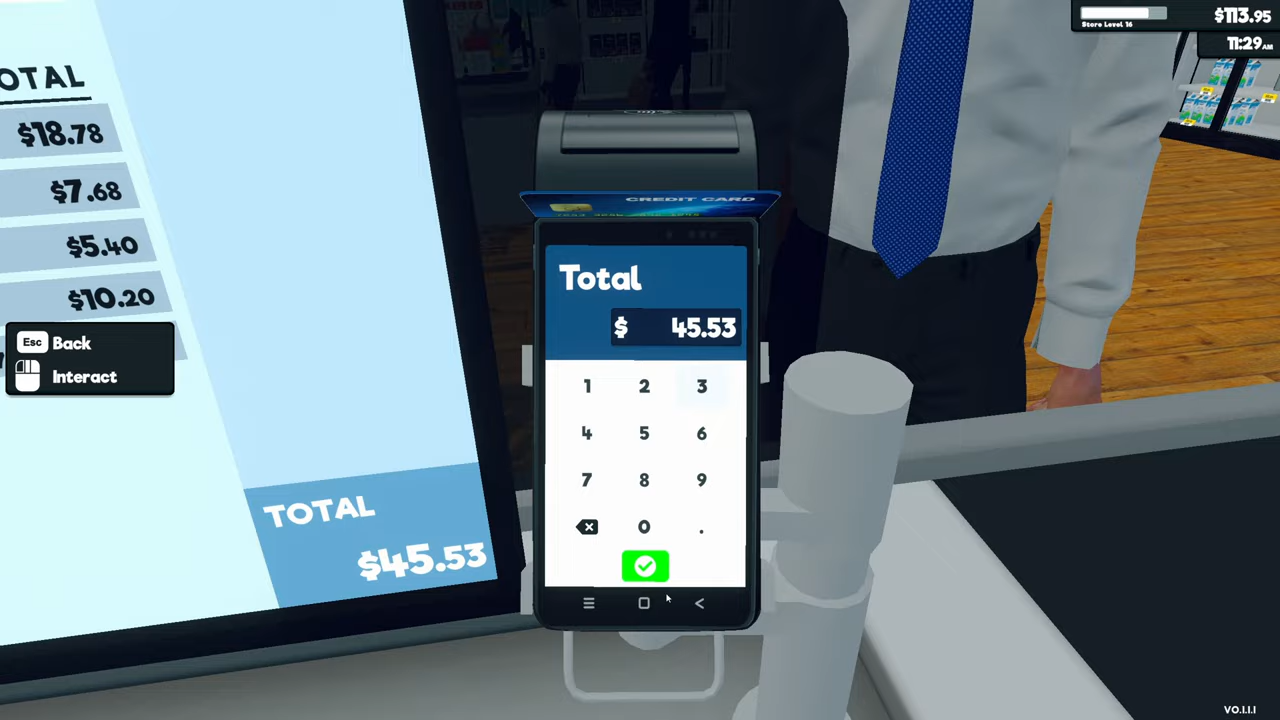 $113.95
Store Level 16
11:29AM
OTAL
$18.78
$7.68
$5.40
$10.20
Esc Back
Interact
CREDIT CARD
Total
$ 45.53
1 2 3
4 5 6
7 8 9
0 .
TOTAL
$45.53
V0.1.1.1